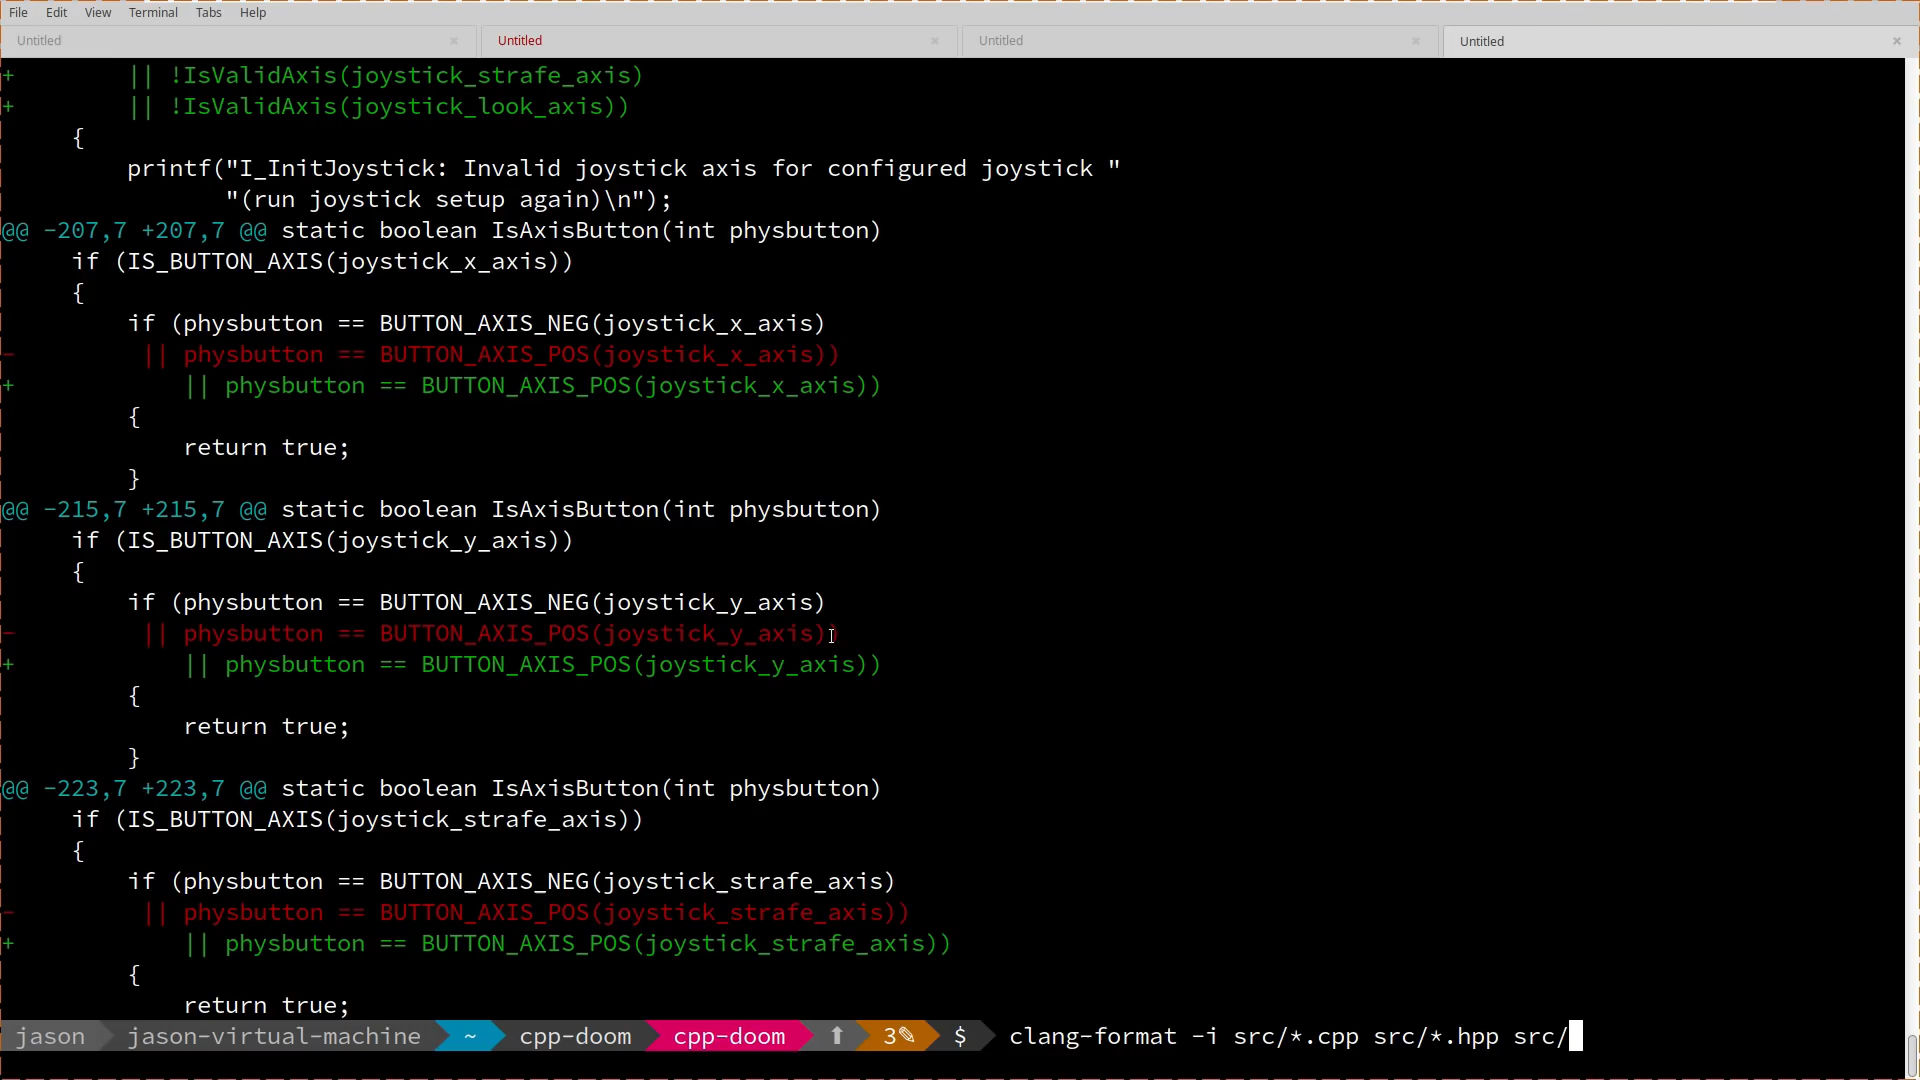 File Edit View Terminal Tabs Help
Untitled × Untitled × Untitled × Untitled ×
+ || !IsValidAxis(joystick_strafe_axis)
+ || !IsValidAxis(joystick_look_axis))
{
printf("I_InitJoystick: Invalid joystick axis for configured joystick "
"(run joystick setup again)\n");
@@ -207,7 +207,7 @@ static boolean IsAxisButton(int physbutton)
if (IS_BUTTON_AXIS(joystick_x_axis))
{
if (physbutton == BUTTON_AXIS_NEG(joystick_x_axis)
- || physbutton == BUTTON_AXIS_POS(joystick_x_axis))
+ || physbutton == BUTTON_AXIS_POS(joystick_x_axis))
{
return true;
}
@@ -215,7 +215,7 @@ static boolean IsAxisButton(int physbutton)
if (IS_BUTTON_AXIS(joystick_y_axis))
{
if (physbutton == BUTTON_AXIS_NEG(joystick_y_axis)
- || physbutton == BUTTON_AXIS_POS(joystick_y_axis))
+ || physbutton == BUTTON_AXIS_POS(joystick_y_axis))
{
return true;
}
@@ -223,7 +223,7 @@ static boolean IsAxisButton(int physbutton)
if (IS_BUTTON_AXIS(joystick_strafe_axis))
{
if (physbutton == BUTTON_AXIS_NEG(joystick_strafe_axis)
- || physbutton == BUTTON_AXIS_POS(joystick_strafe_axis))
+ || physbutton == BUTTON_AXIS_POS(joystick_strafe_axis))
{
return true;
jason jason-virtual-machine ~ cpp-doom cpp-doom ⬆ 3✎ $ clang-format -i src/*.cpp src/*.hpp src/